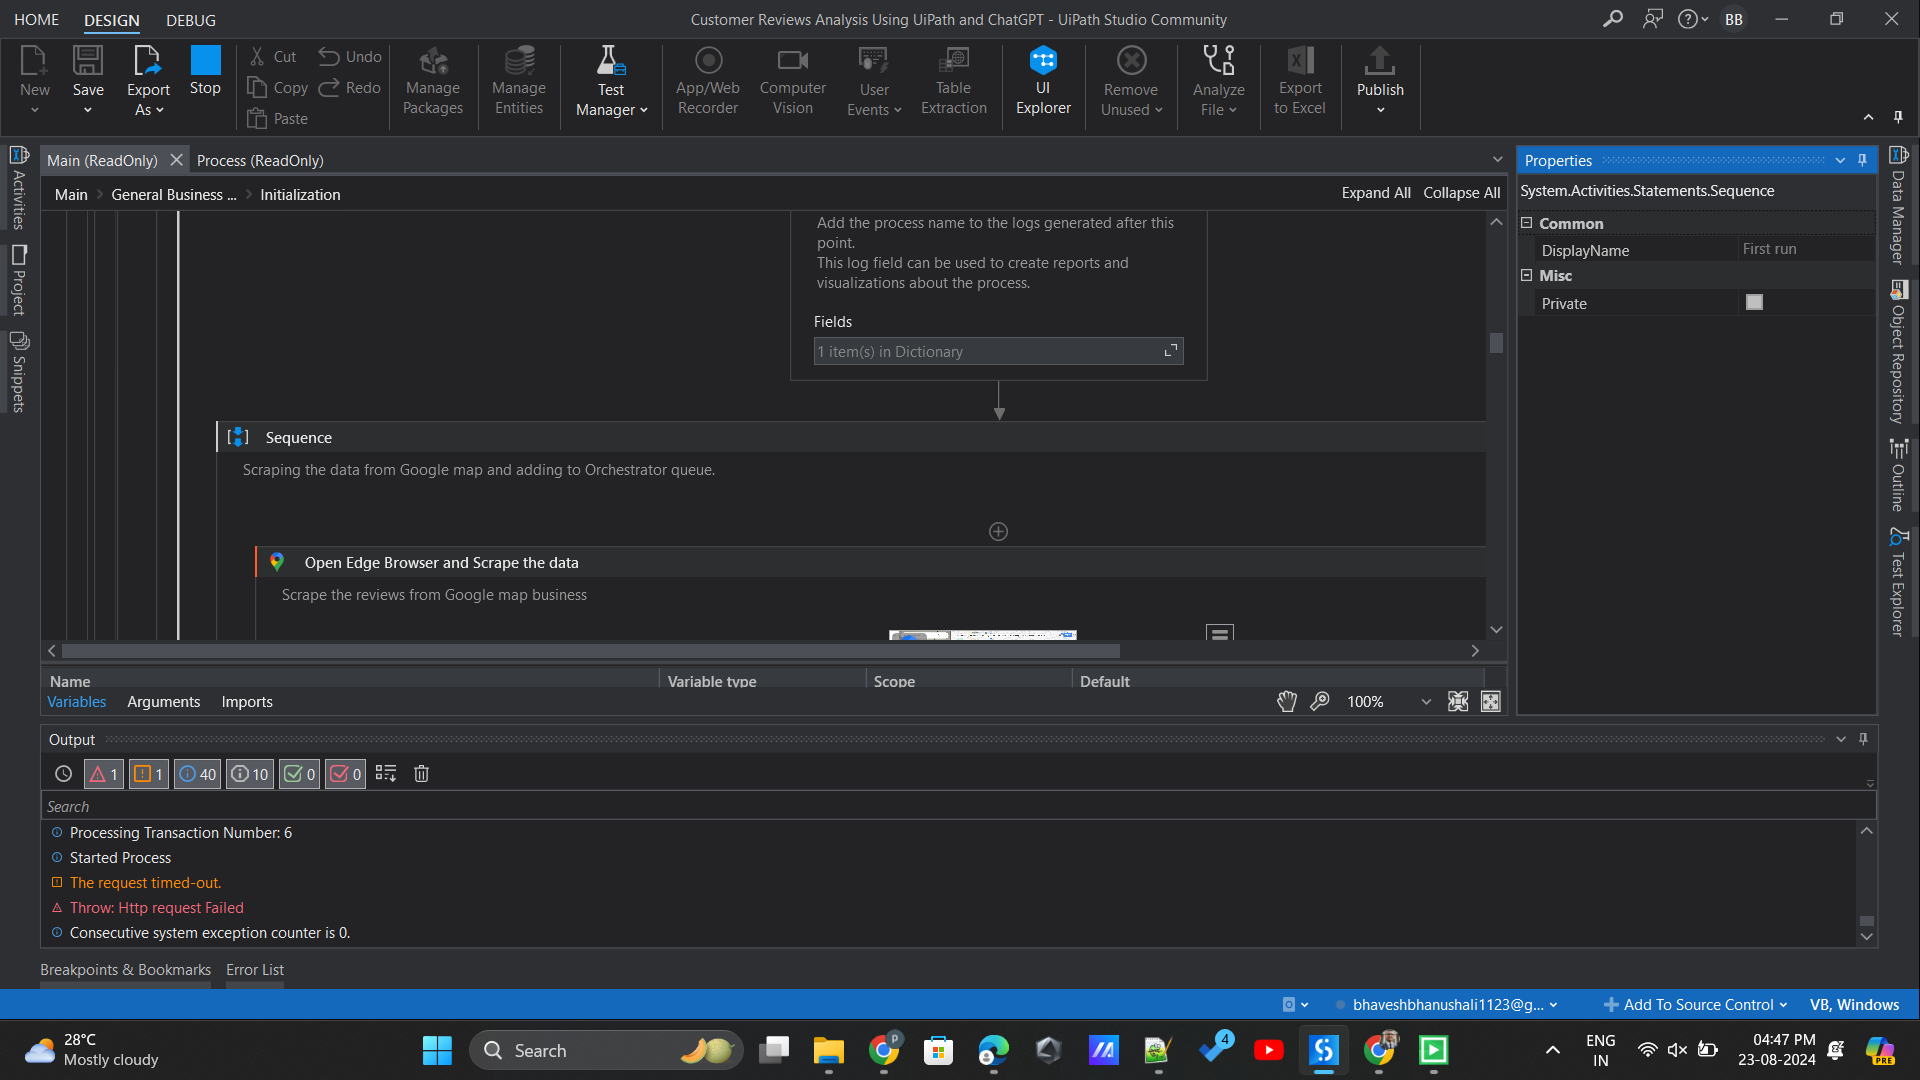 HOME DESIGN DEBUG
Customer Reviews Analysis Using UiPath and ChatGPT - UiPath Studio Community
BB
New
Save
Export As
Stop
Cut
Copy
Paste
Undo
Redo
Manage Packages
Manage Entities
Test Manager
App/Web Recorder
Computer Vision
User Events
Table Extraction
UI Explorer
Remove Unused
Analyze File
Export to Excel
Publish
Activities
Project
Snippets
Main (ReadOnly)
Process (ReadOnly)
Main > General Business ... > Initialization
Expand All Collapse All
Add the process name to the logs generated after this
point.
This log field can be used to create reports and
visualizations about the process.
Fields
1 item(s) in Dictionary
Sequence
Scraping the data from Google map and adding to Orchestrator queue.
Open Edge Browser and Scrape the data
Scrape the reviews from Google map business
Name Variable type Scope Default
Variables Arguments Imports
100%
Properties
System.Activities.Statements.Sequence
Common
DisplayName First run
Misc
Private
Data Manager
Object Repository
Outline
Test Explorer
Output
1 1 40 10 0 0
Search
Processing Transaction Number: 6
Started Process
The request timed-out.
Throw: Http request Failed
Consecutive system exception counter is 0.
Breakpoints & Bookmarks Error List
bhaveshbhanushali1123@g...
Add To Source Control
VB, Windows
28°C
Mostly cloudy
Search
P
4
ENG
IN
04:47 PM
23-08-2024
PRE